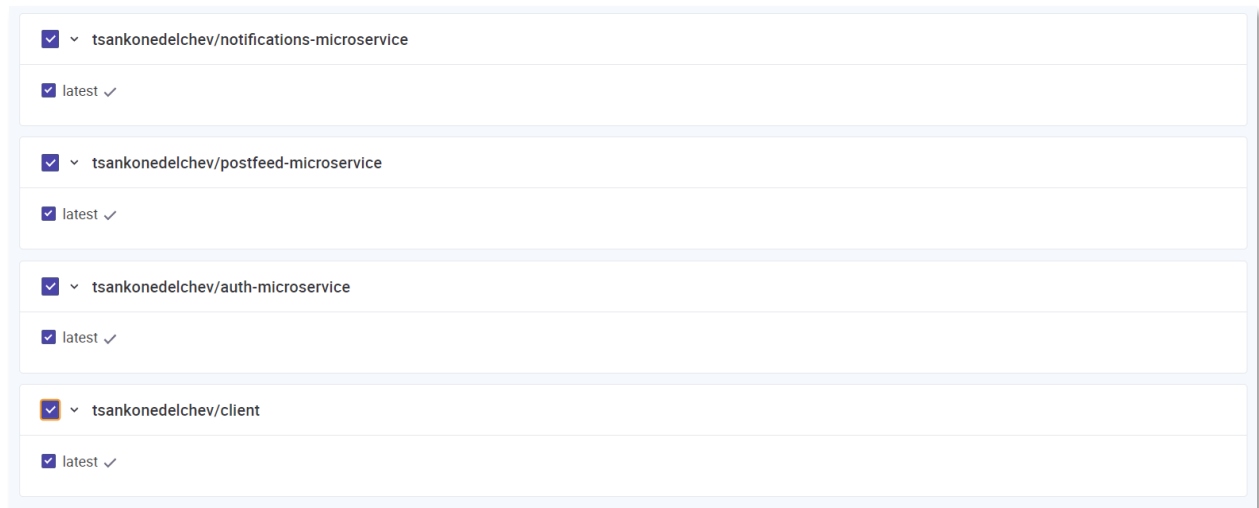 tsankonedelchev/notifications-microservice
latest
tsankonedelchev/postfeed-microservice
latest
tsankonedelchev/auth-microservice
latest
tsankonedelchev/client
latest